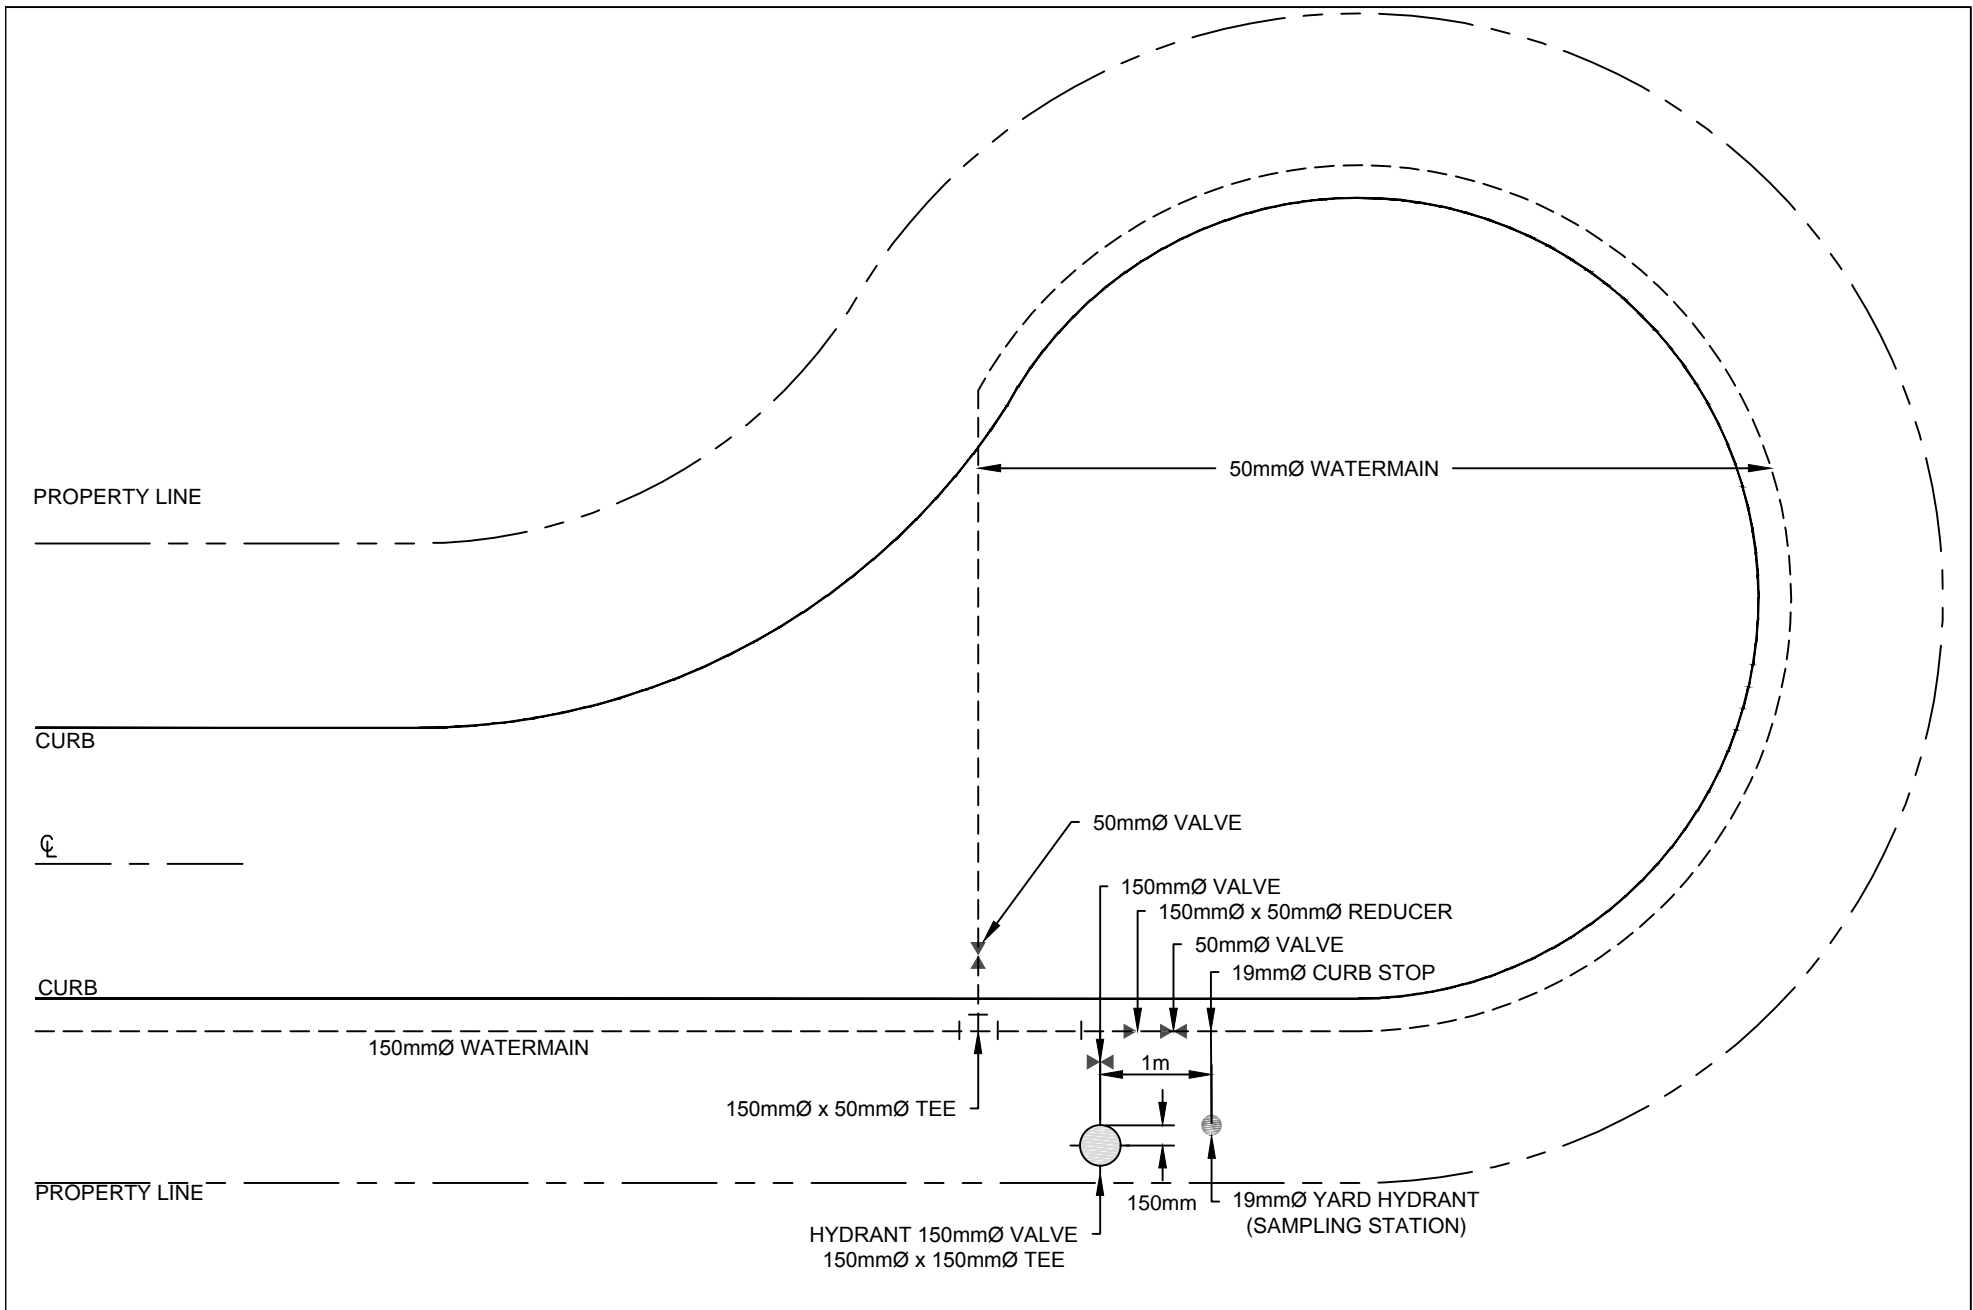 50mmØ WATERMAIN
PROPERTY LINE
CURB
℄
50mmØ VALVE
150mmØ VALVE
150mmØ x 50mmØ REDUCER
50mmØ VALVE
19mmØ CURB STOP
CURB
150mmØ WATERMAIN
1m
150mmØ x 50mmØ TEE
PROPERTY LINE
150mm
19mmØ YARD HYDRANT
(SAMPLING STATION)
HYDRANT 150mmØ VALVE
150mmØ x 150mmØ TEE